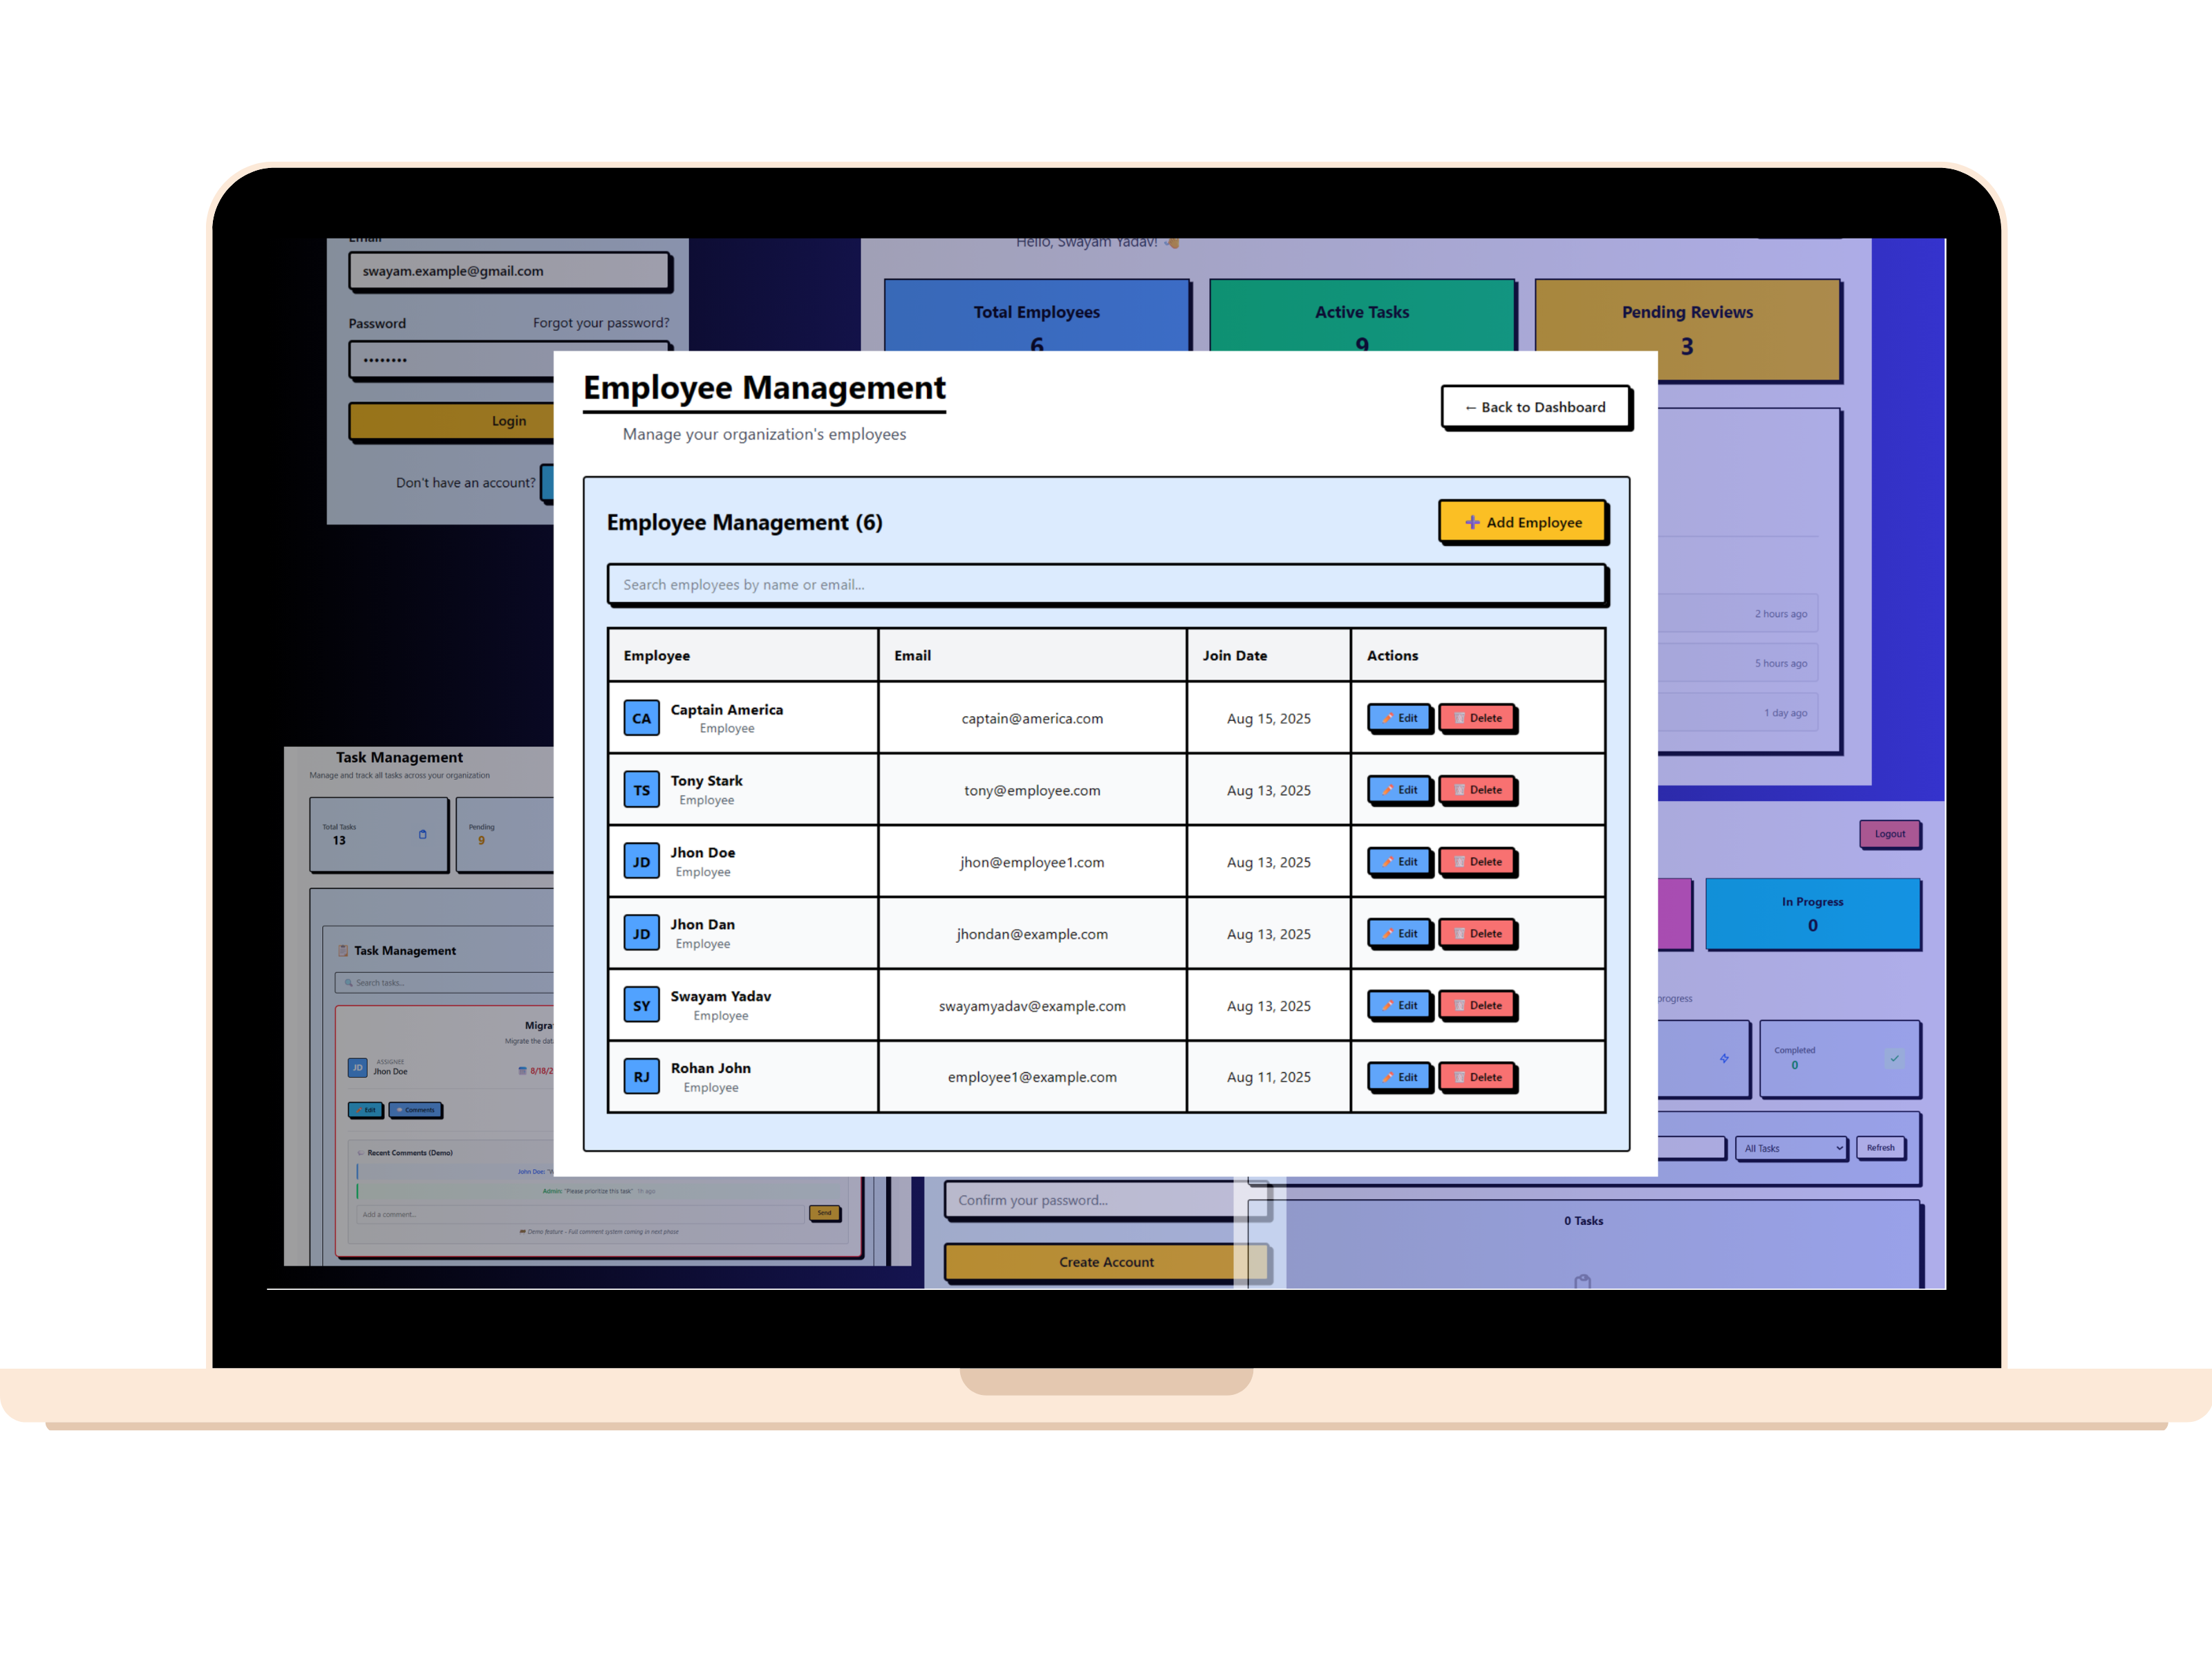 Email
swayam.example@gmail.com
Password Forgot your password?
••••••••
Login
Don't have an account?
Hello, Swayam Yadav! 👋
Total Employees
6
Active Tasks
9
Pending Reviews
3
Employee Management
Manage your organization's employees
← Back to Dashboard
Employee Management (6)
➕ Add Employee
Search employees by name or email...
Employee Email Join Date Actions
CA Captain America captain@america.com Aug 15, 2025 Edit Delete
Employee
TS Tony Stark tony@employee.com Aug 13, 2025 Edit Delete
Employee
JD Jhon Doe jhon@employee1.com Aug 13, 2025 Edit Delete
Employee
JD Jhon Dan jhondan@example.com Aug 13, 2025 Edit Delete
Employee
SY Swayam Yadav swayamyadav@example.com Aug 13, 2025 Edit Delete
Employee
RJ Rohan John employee1@example.com Aug 11, 2025 Edit Delete
Employee
2 hours ago
5 hours ago
1 day ago
Task Management
Manage and track all tasks across your organization
Total Tasks
13
Pending
9
Task Management
Search tasks...
Migra
Migrate the dat
JD ASSIGNEE
Jhon Doe
8/18/2
Edit Comments
Recent Comments (Demo)
John Doe:
Admin: "Please prioritize this task" 1h ago
Add a comment...
Send
Demo feature - Full comment system coming in next phase
Confirm your password...
Create Account
Logout
In Progress
0
progress
Completed
0
All Tasks
Refresh
0 Tasks